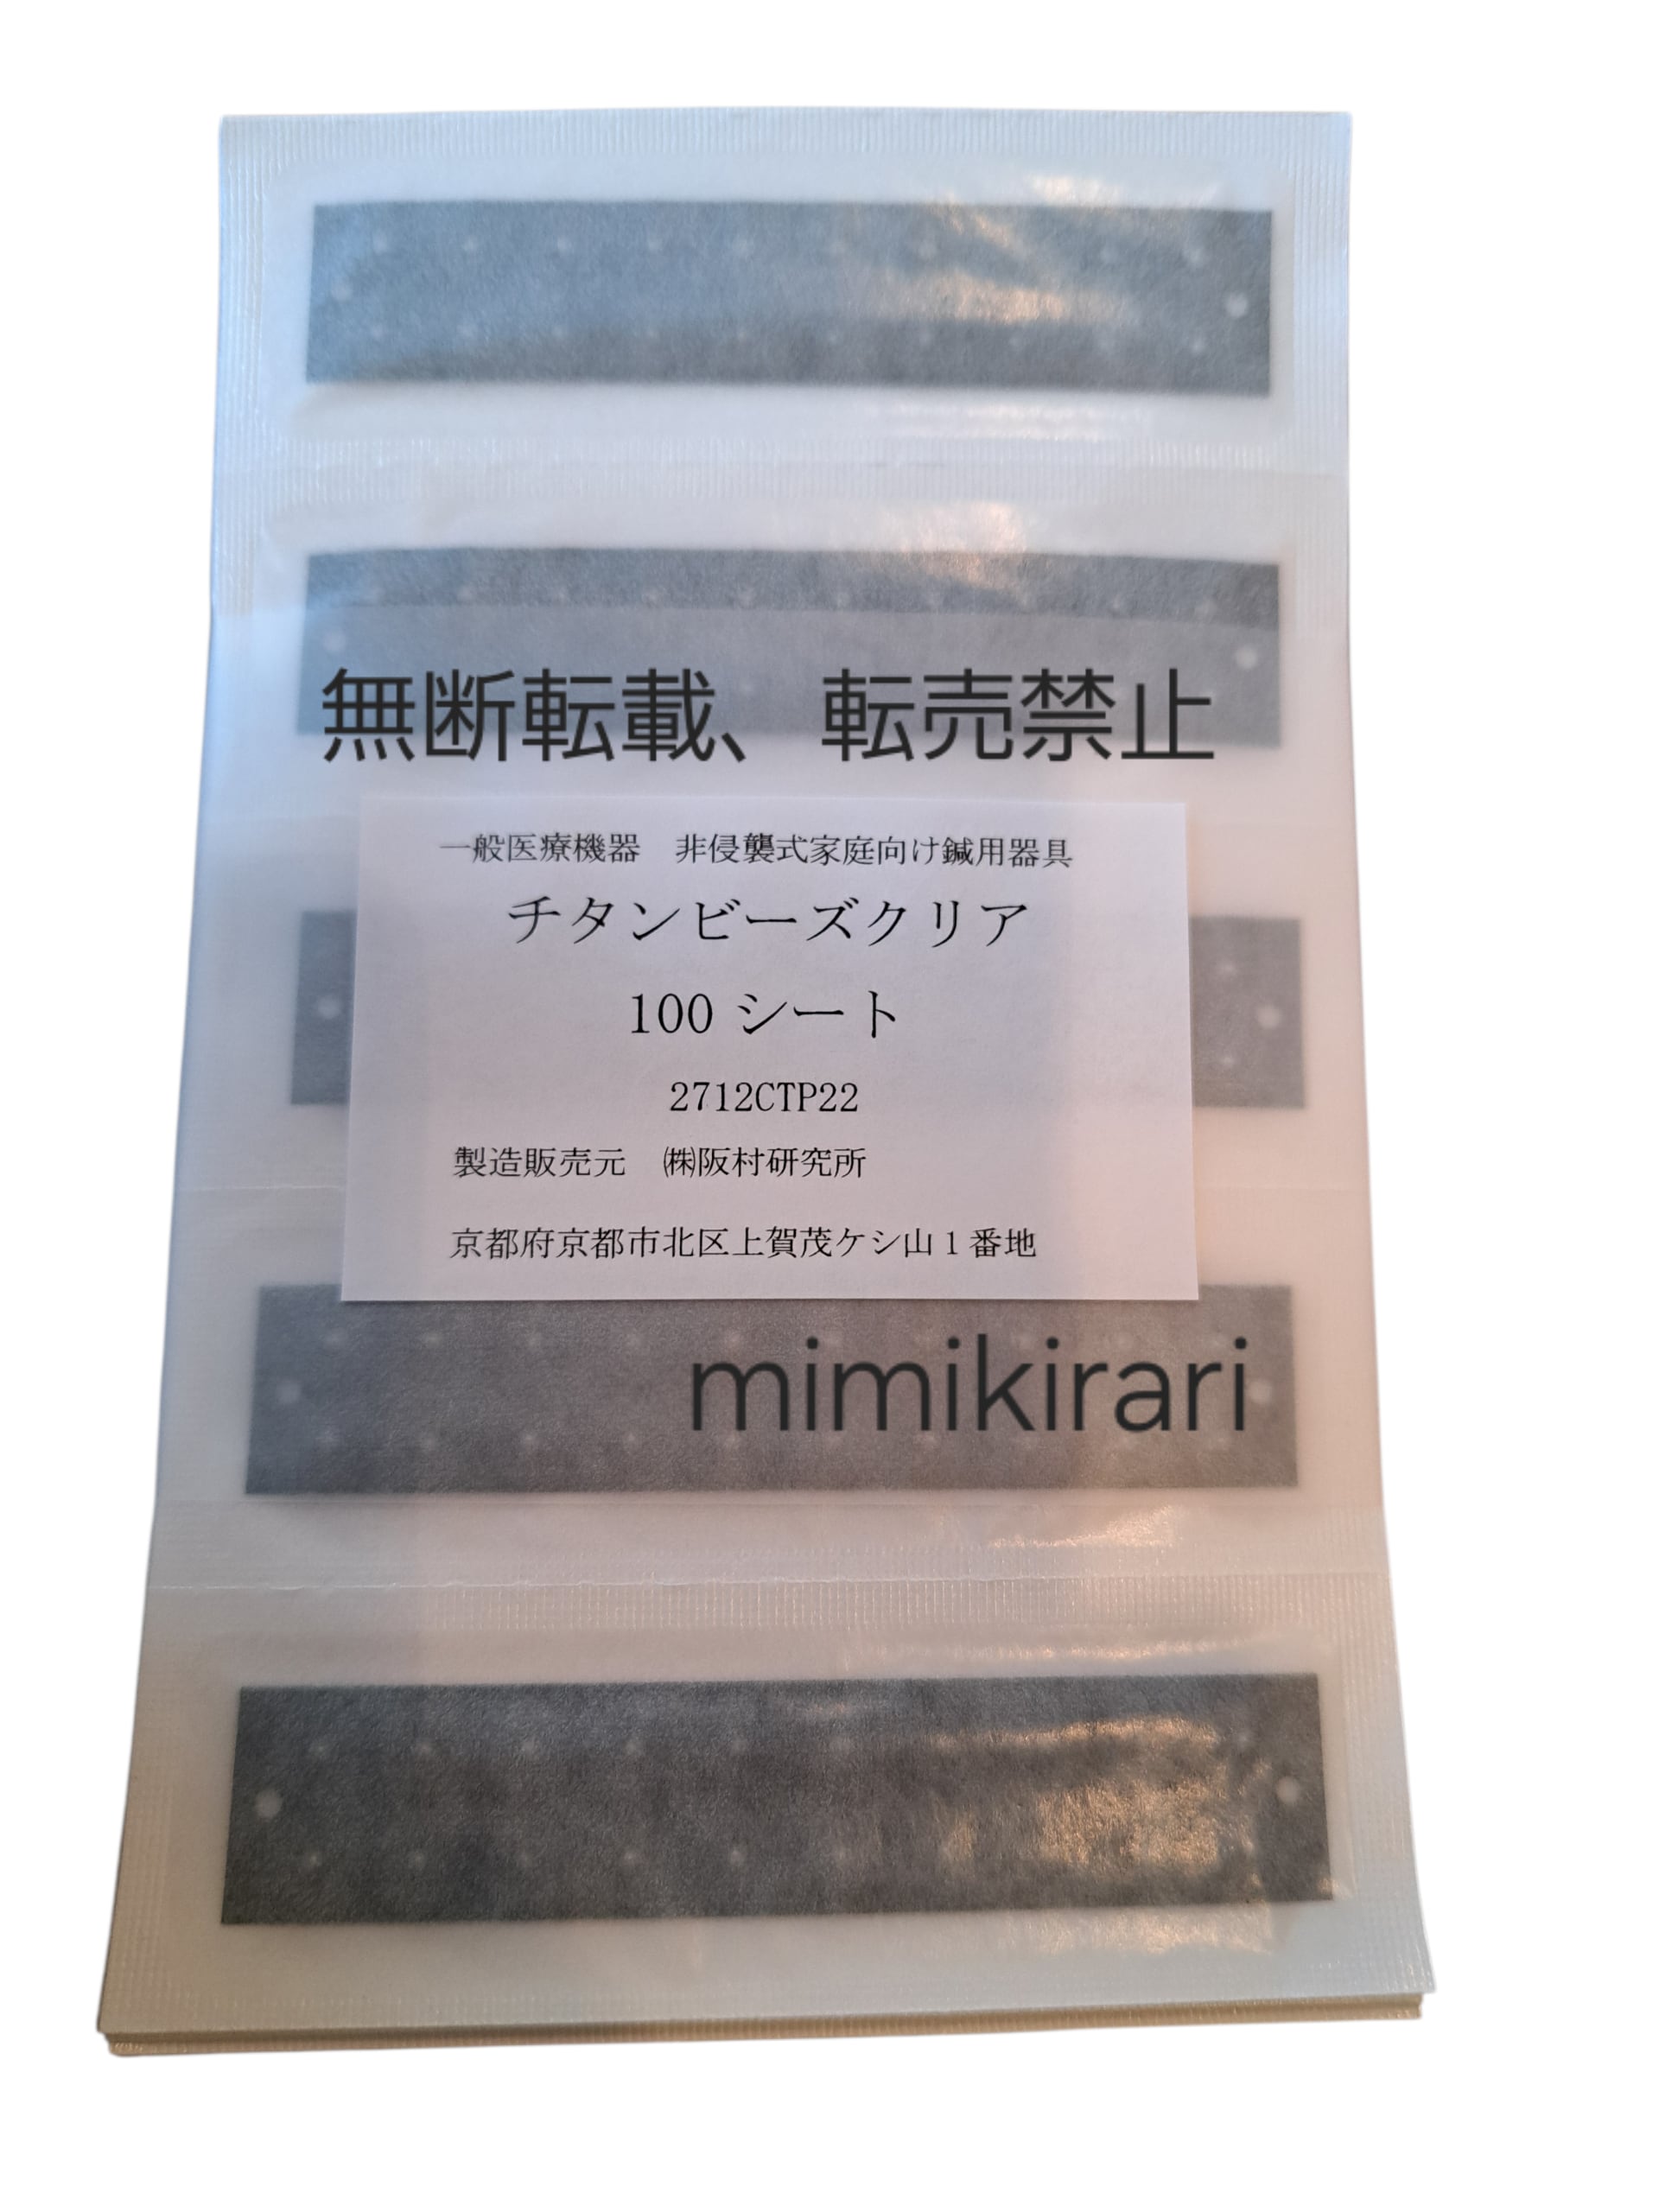 無断転載、転売禁止
一般医療機器　非侵襲式家庭向け鍼用器具
チタンビーズクリア
100 シート
2712CTP22
製造販売元　㈱阪村研究所
京都府京都市北区上賀茂ケシ山１番地
mimikirari